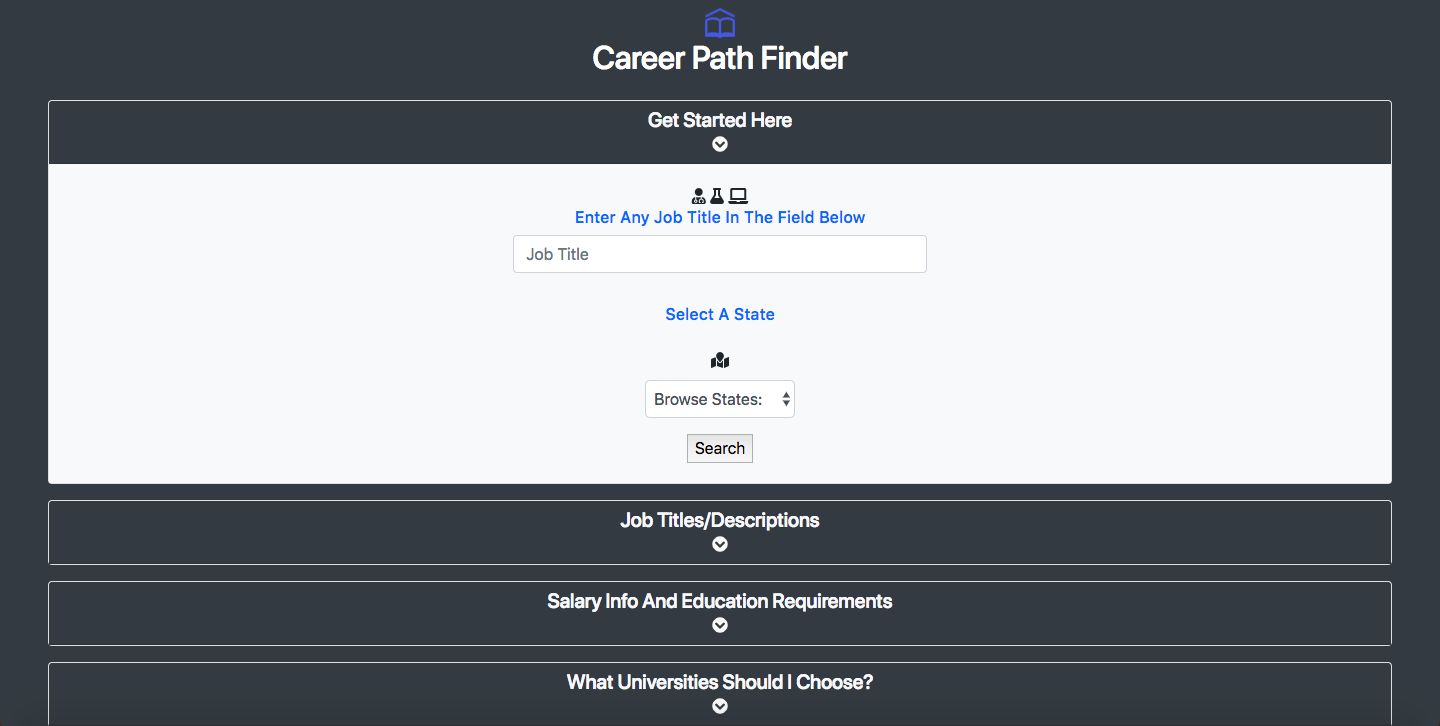 Career Path Finder
Get Started Here
Enter Any Job Title In The Field Below
Job Title
Select A State
Browse States:
Search
Job Titles/Descriptions
Salary Info And Education Requirements
What Universities Should I Choose?